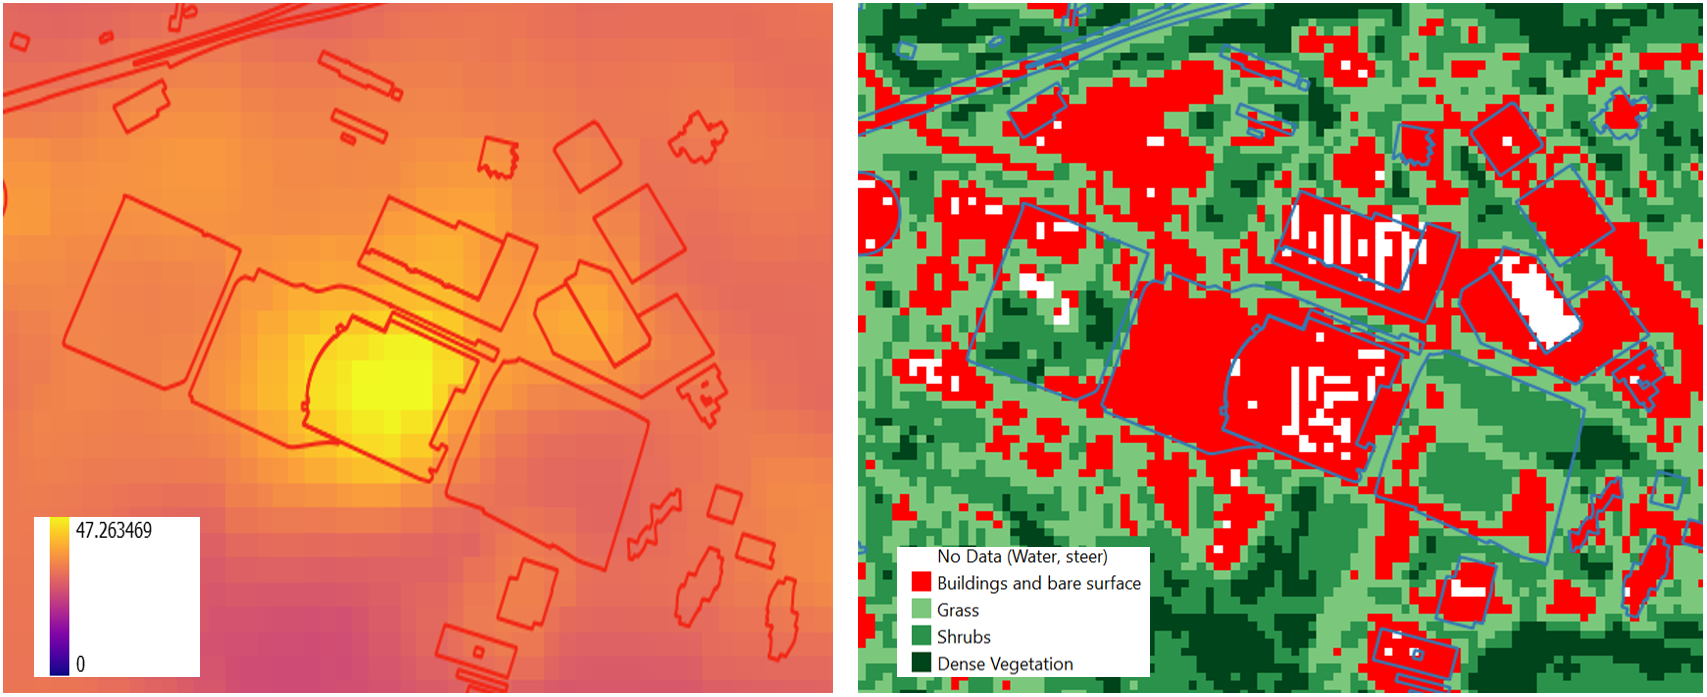 47.263469
0
No Data (Water, steer)
Buildings and bare surface
Grass
Shrubs
Dense Vegetation